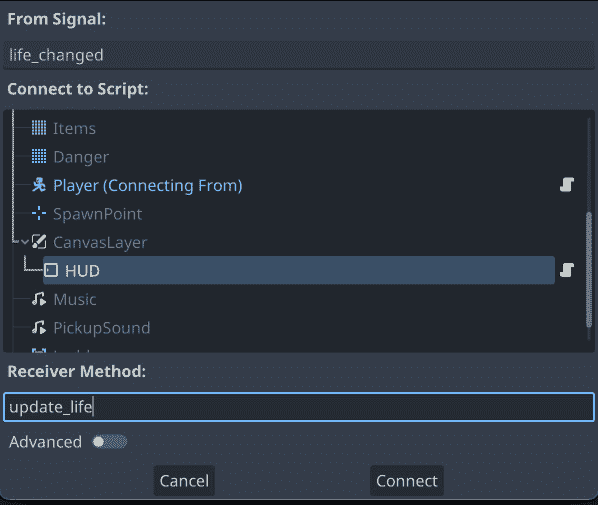 From Signal:
life_changed
Connect to Script:
Items
Danger
Player (Connecting From)
SpawnPoint
CanvasLayer
HUD
Music
PickupSound
Receiver Method:
update_life
Advanced
Cancel Connect